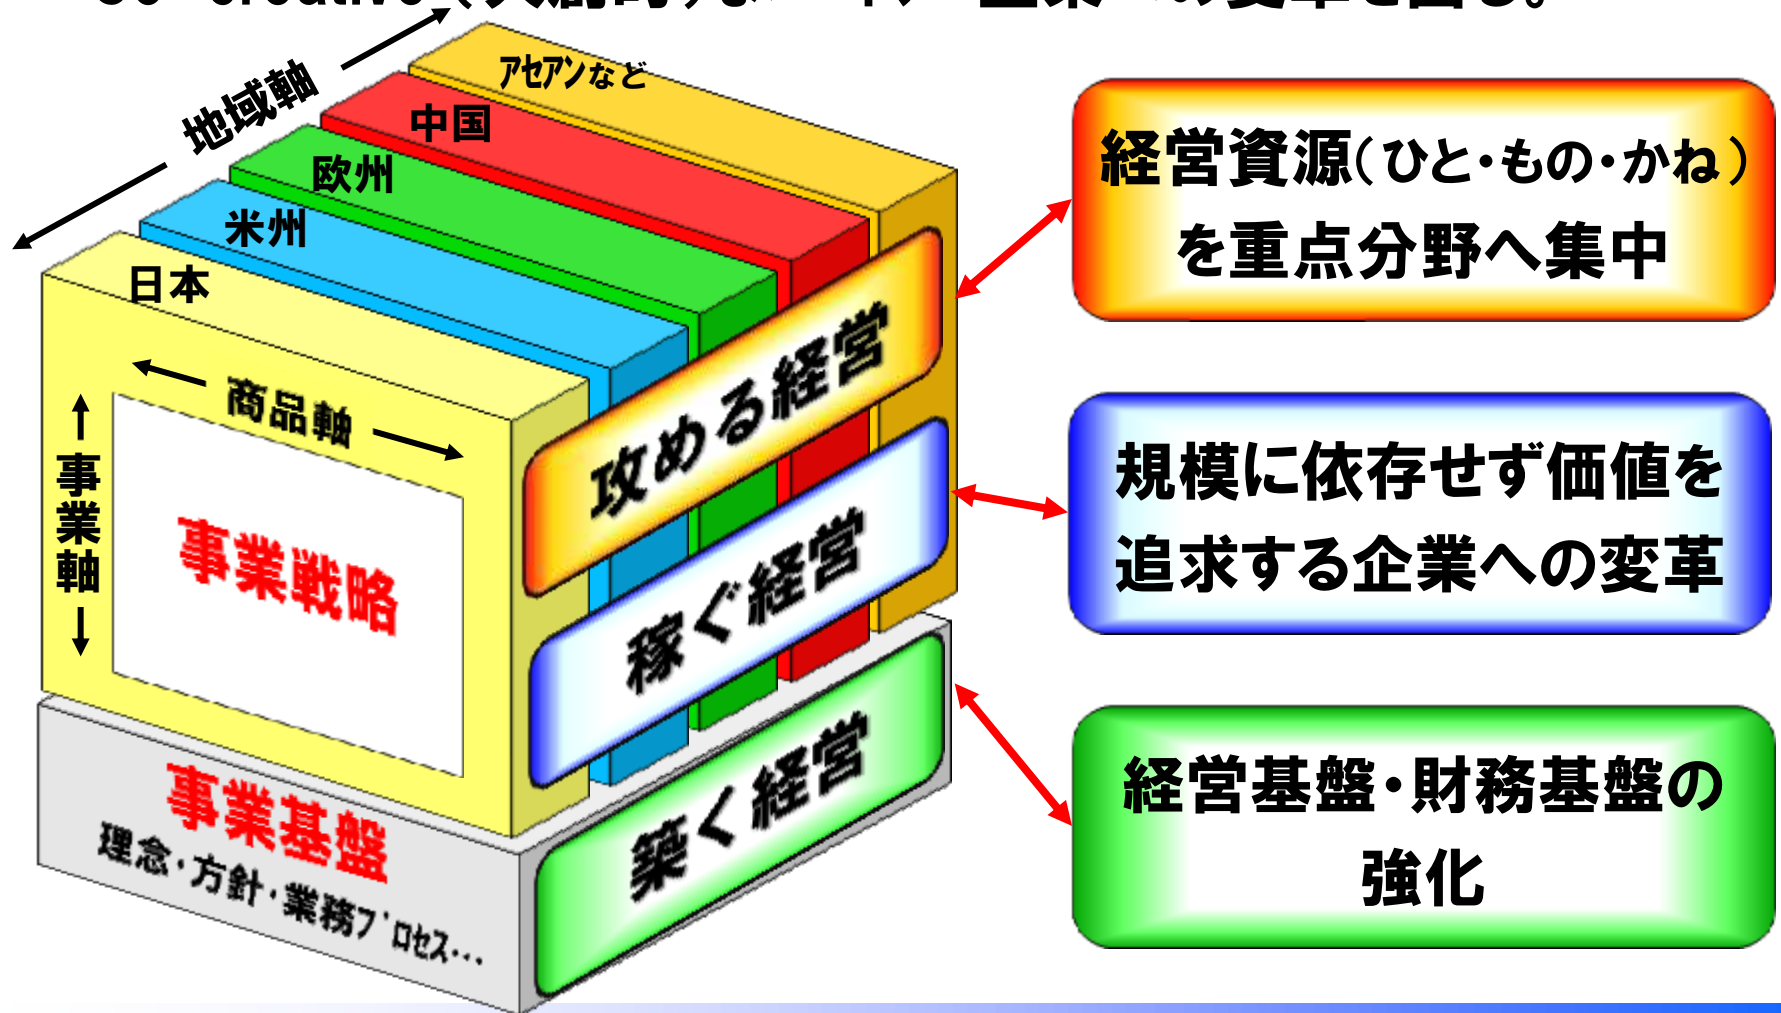 地域軸
アセアンなど
中国
欧州
米州
日本
商品軸
事業軸
事業戦略
攻める経営
稼ぐ経営
築く経営
事業基盤
理念・方針・業務プロセス・・・
経営資源(ひと・もの・かね)
を重点分野へ集中
規模に依存せず価値を
追求する企業への変革
経営基盤・財務基盤の
強化